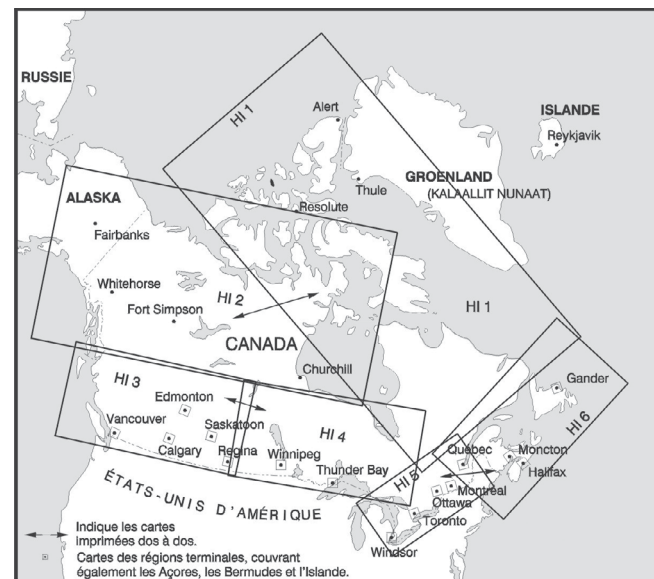 RUSSIE
Alert
HI 1
ISLANDE
Reykjavik
GROENLAND
(KALAALLIT NUNAAT)
Thule
ALASKA
Resolute
Fairbanks
Whitehorse
HI 2
Fort Simpson
HI 1
CANADA
Churchill
HI 3
Edmonton
Gander
HI 6
Vancouver
Saskatoon
HI 4
Calgary
Regina
Winnipeg
Québec
Moncton
Halifax
Thunder Bay
HI 5
Montréal
Ottawa
Toronto
Windsor
ÉTATS-UNIS D'AMÉRIQUE
Indique les cartes
imprimées dos à dos.
Cartes des régions terminales, couvrant
également les Açores, les Bermudes et l'Islande.